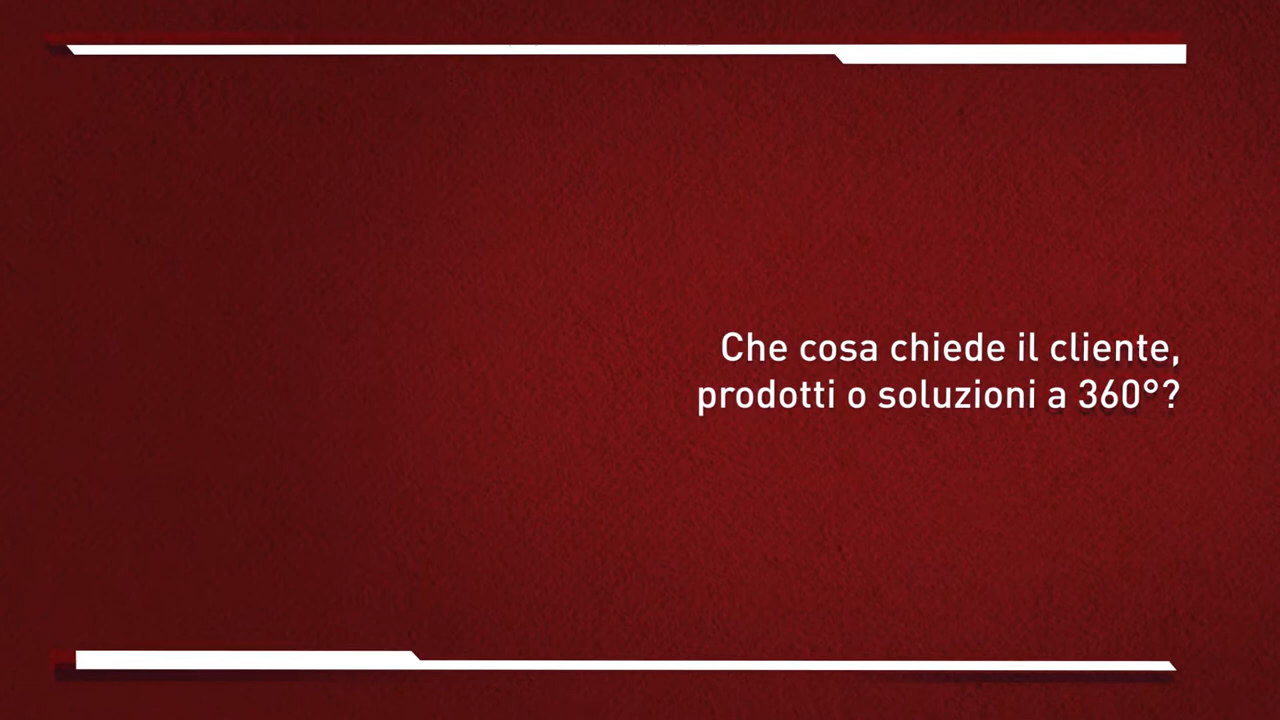 Che cosa chiede il cliente,
prodotti o soluzioni a 360°?